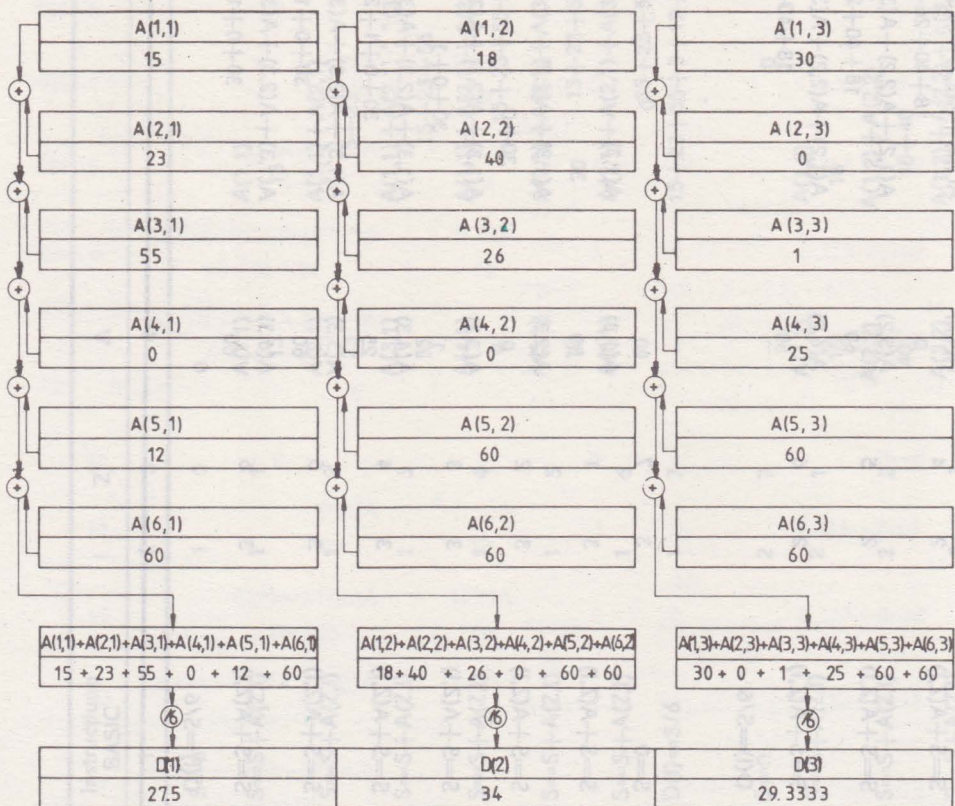 A(1,1) A(1,2) A(1,3)
15 18 30
+ + +
A(2,1) A(2,2) A(2,3)
23 40 0
+ + +
A(3,1) A(3,2) A(3,3)
55 26 1
+ + +
A(4,1) A(4,2) A(4,3)
0 0 25
+ + +
A(5,1) A(5,2) A(5,3)
12 60 60
+ + +
A(6,1) A(6,2) A(6,3)
60 60 60
A(1,1)+A(2,1)+A(3,1)+A(4,1)+A(5,1)+A(6,1) A(1,2)+A(2,2)+A(3,2)+A(4,2)+A(5,2)+A(6,2) A(1,3)+A(2,3)+A(3,3)+A(4,3)+A(5,3)+A(6,3)
15 + 23 + 55 + 0 + 12 + 60 18+40 + 26 + 0 + 60 + 60 30 + 0 + 1 + 25 + 60 + 60
/6 /6 /6
D(1) D(2) D(3)
27.5 34 29.3333